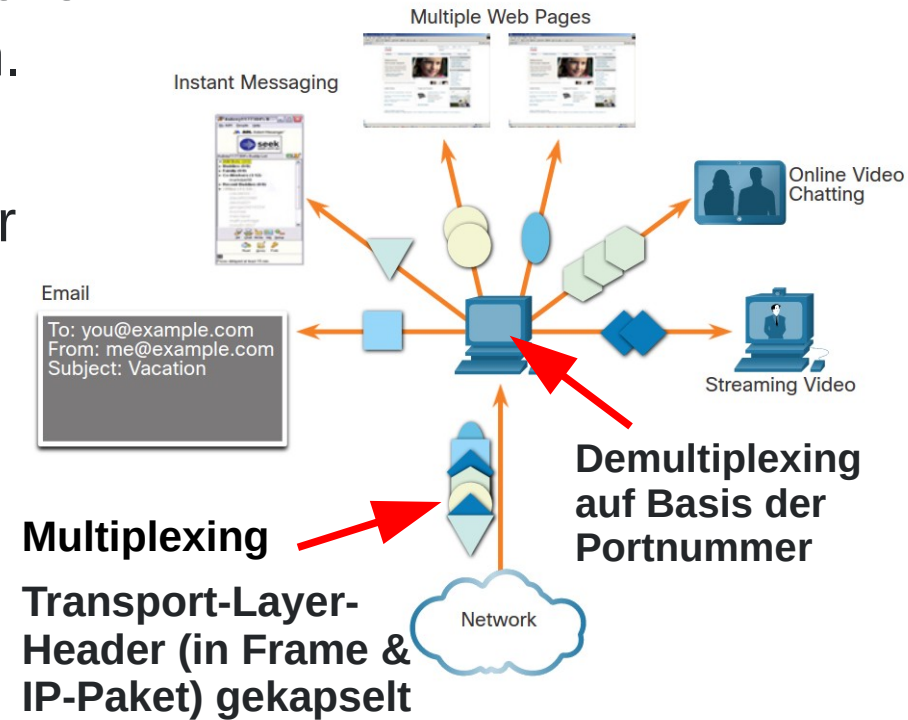 Multiple Web Pages
n.
Instant Messaging
seek
Online Video
Chatting
r
Email
To: you@example.com
From: me@example.com
Subject: Vacation
Streaming Video
Demultiplexing
auf Basis der
Portnummer
Multiplexing
Transport-Layer-
Header (in Frame &
IP-Paket) gekapselt
Network